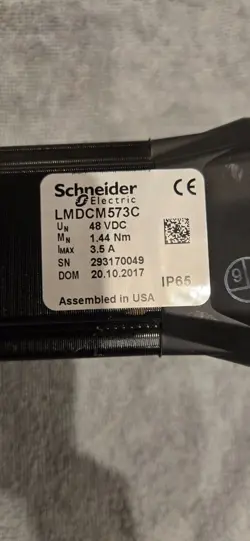 Schneider
Electric
CE
LMDCM573C
UN 48 VDC
MN 1.44 Nm
IMAX 3.5 A
SN 293170049
DOM 20.10.2017
IP65
Assembled in USA